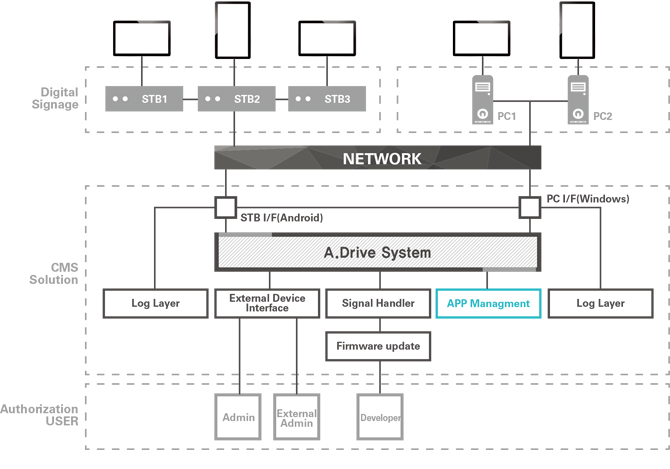 Digital
Signage
STB1
STB2
STB3
PC1
PC2
NETWORK
STB I/F(Android)
PC I/F(Windows)
A.Drive System
CMS
Solution
Log Layer
External Device
Interface
Signal Handler
APP Managment
Log Layer
Firmware update
Authorization
USER
Admin
External
Admin
Developer